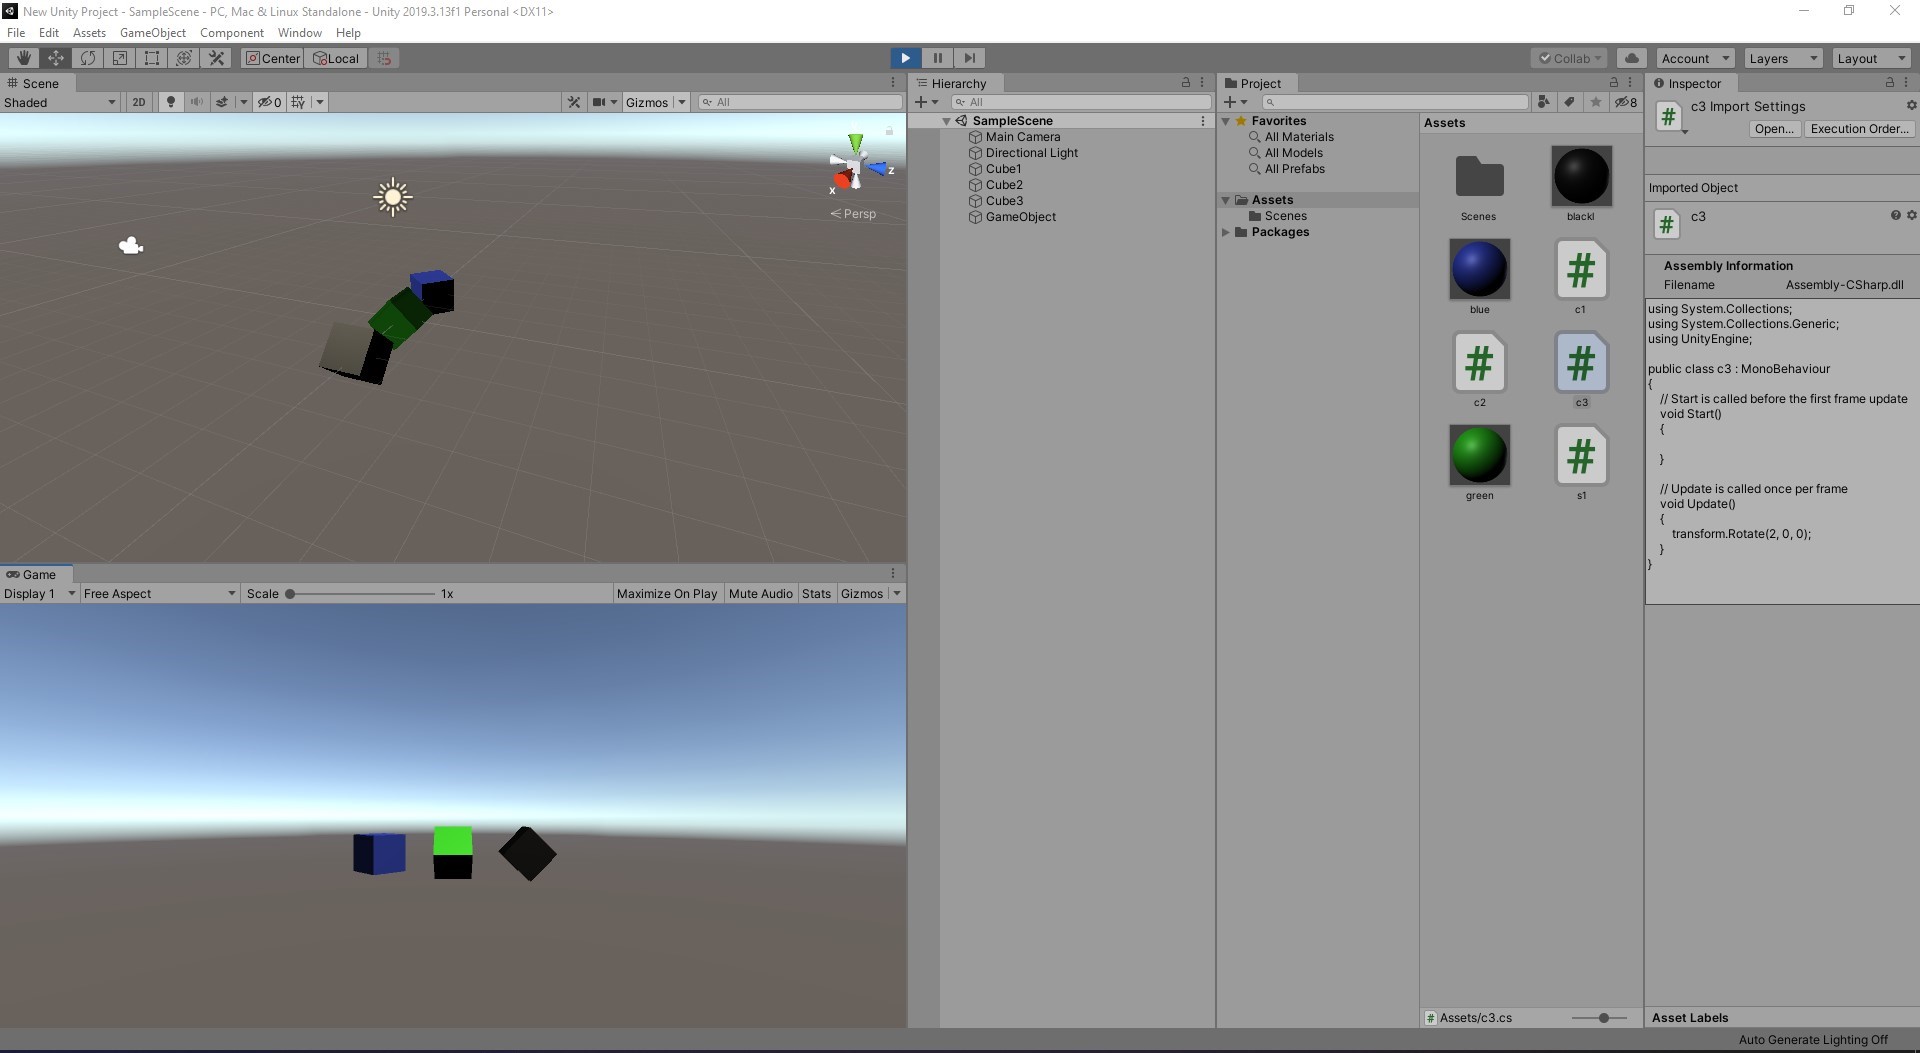 New Unity Project - SampleScene - PC, Mac & Linux Standalone - Unity 2019.3.13f1 Personal <DX11>
File Edit Assets GameObject Component Window Help
Center Local Collab Account Layers Layout
Scene
Shaded 2D 0 Gizmos All
x z
Persp
Game
Display 1 Free Aspect Scale 1x Maximize On Play Mute Audio Stats Gizmos
Hierarchy
All
SampleScene
Main Camera
Directional Light
Cube1
Cube2
Cube3
GameObject
Project
8
Favorites
All Materials
All Models
All Prefabs
Assets
Scenes
Packages
Assets
Scenes
blackl
blue
c1
c2
c3
green
s1
Assets/c3.cs
Inspector
c3 Import Settings
Open... Execution Order...
Imported Object
c3
Assembly Information
Filename Assembly-CSharp.dll
using System.Collections;
using System.Collections.Generic;
using UnityEngine;
public class c3 : MonoBehaviour
{
// Start is called before the first frame update
void Start()
{
}
// Update is called once per frame
void Update()
{
transform.Rotate(2, 0, 0);
}
}
Asset Labels
Auto Generate Lighting Off